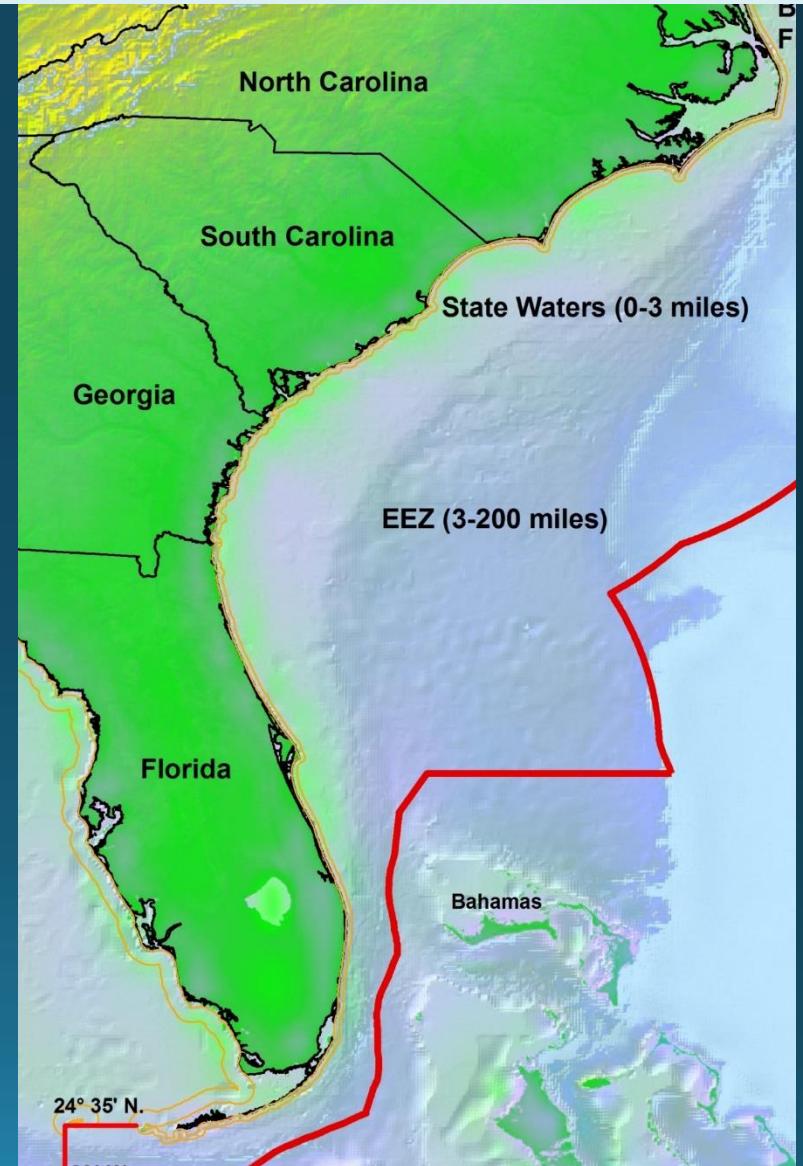 B
F
North Carolina
South Carolina
State Waters (0-3 miles)
Georgia
EEZ (3-200 miles)
Florida
Bahamas
24° 35' N.